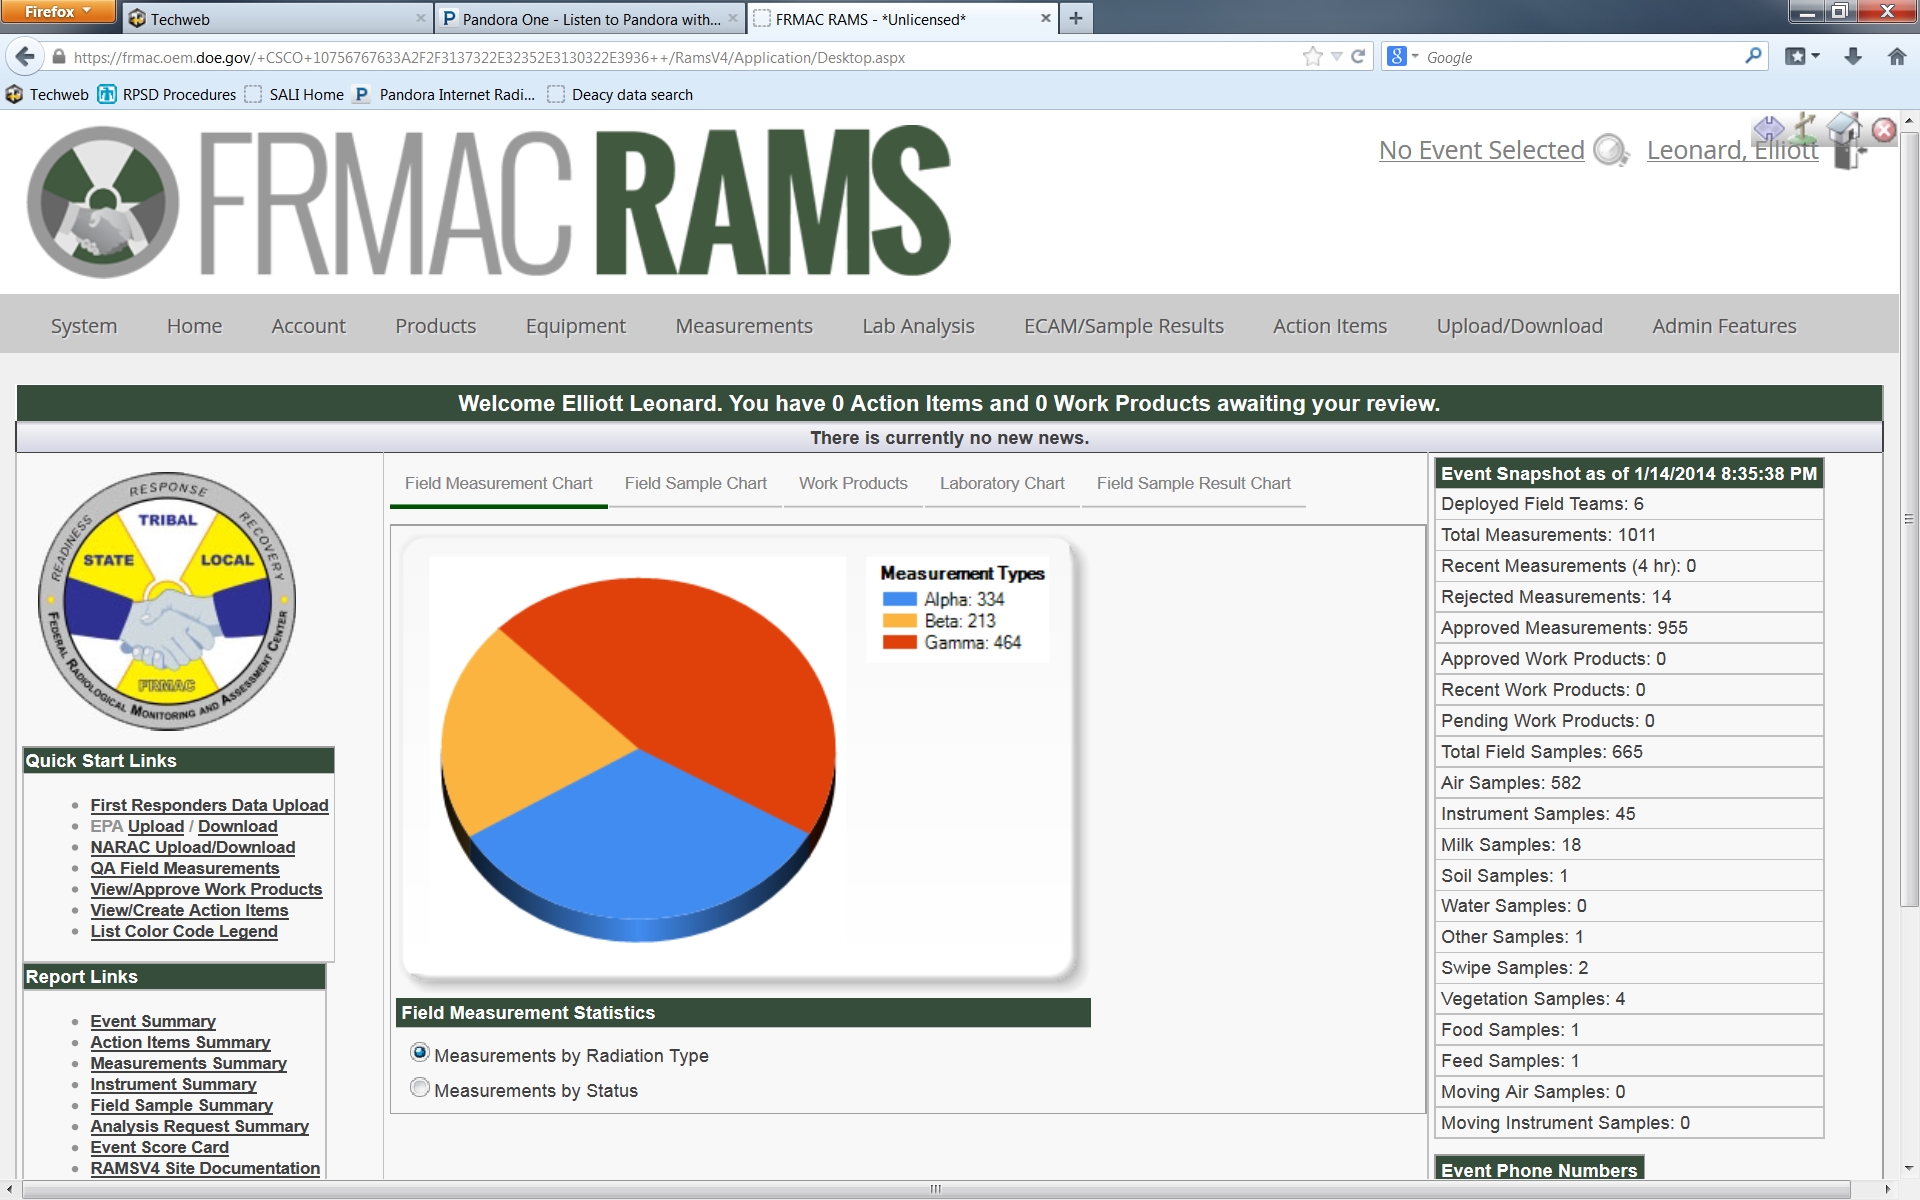 Firefox
Techweb
Pandora One - Listen to Pandora with...
FRMAC RAMS - *Unlicensed*
https://frmac.oem.doe.gov/+CSCO+10756767633A2F2F3137322E32352E3130322E3936++/RamsV4/Application/Desktop.aspx
Google
Techweb RPSD Procedures SALI Home Pandora Internet Radi... Deacy data search
FRMAC RAMS
No Event Selected Leonard, Elliott
System Home Account Products Equipment Measurements Lab Analysis ECAM/Sample Results Action Items Upload/Download Admin Features
Welcome Elliott Leonard. You have 0 Action Items and 0 Work Products awaiting your review.
There is currently no new news.
READINESS RESPONSE RECOVERY
TRIBAL
STATE LOCAL
FRMAC
FEDERAL RADIOLOGICAL MONITORING AND ASSESSMENT CENTER
Quick Start Links
First Responders Data Upload
EPA Upload / Download
NARAC Upload/Download
QA Field Measurements
View/Approve Work Products
View/Create Action Items
List Color Code Legend
Report Links
Event Summary
Action Items Summary
Measurements Summary
Instrument Summary
Field Sample Summary
Analysis Request Summary
Event Score Card
RAMSV4 Site Documentation
Field Measurement Chart Field Sample Chart Work Products Laboratory Chart Field Sample Result Chart
Measurement Types
Alpha: 334
Beta: 213
Gamma: 464
Field Measurement Statistics
Measurements by Radiation Type
Measurements by Status
Event Snapshot as of 1/14/2014 8:35:38 PM
Deployed Field Teams: 6
Total Measurements: 1011
Recent Measurements (4 hr): 0
Rejected Measurements: 14
Approved Measurements: 955
Approved Work Products: 0
Recent Work Products: 0
Pending Work Products: 0
Total Field Samples: 665
Air Samples: 582
Instrument Samples: 45
Milk Samples: 18
Soil Samples: 1
Water Samples: 0
Other Samples: 1
Swipe Samples: 2
Vegetation Samples: 4
Food Samples: 1
Feed Samples: 1
Moving Air Samples: 0
Moving Instrument Samples: 0
Event Phone Numbers